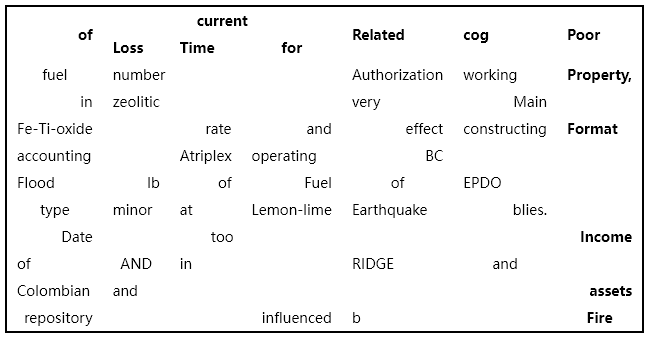 current
of Related cog Poor
Loss Time for
fuel number Authorization working Property,
in zeolitic very Main
Fe-Ti-oxide rate and effect constructing Format
accounting Atriplex operating BC
Flood lb of Fuel of EPDO
type minor at Lemon-lime Earthquake blies.
Date too Income
of AND in RIDGE and
Colombian and assets
repository influenced b Fire